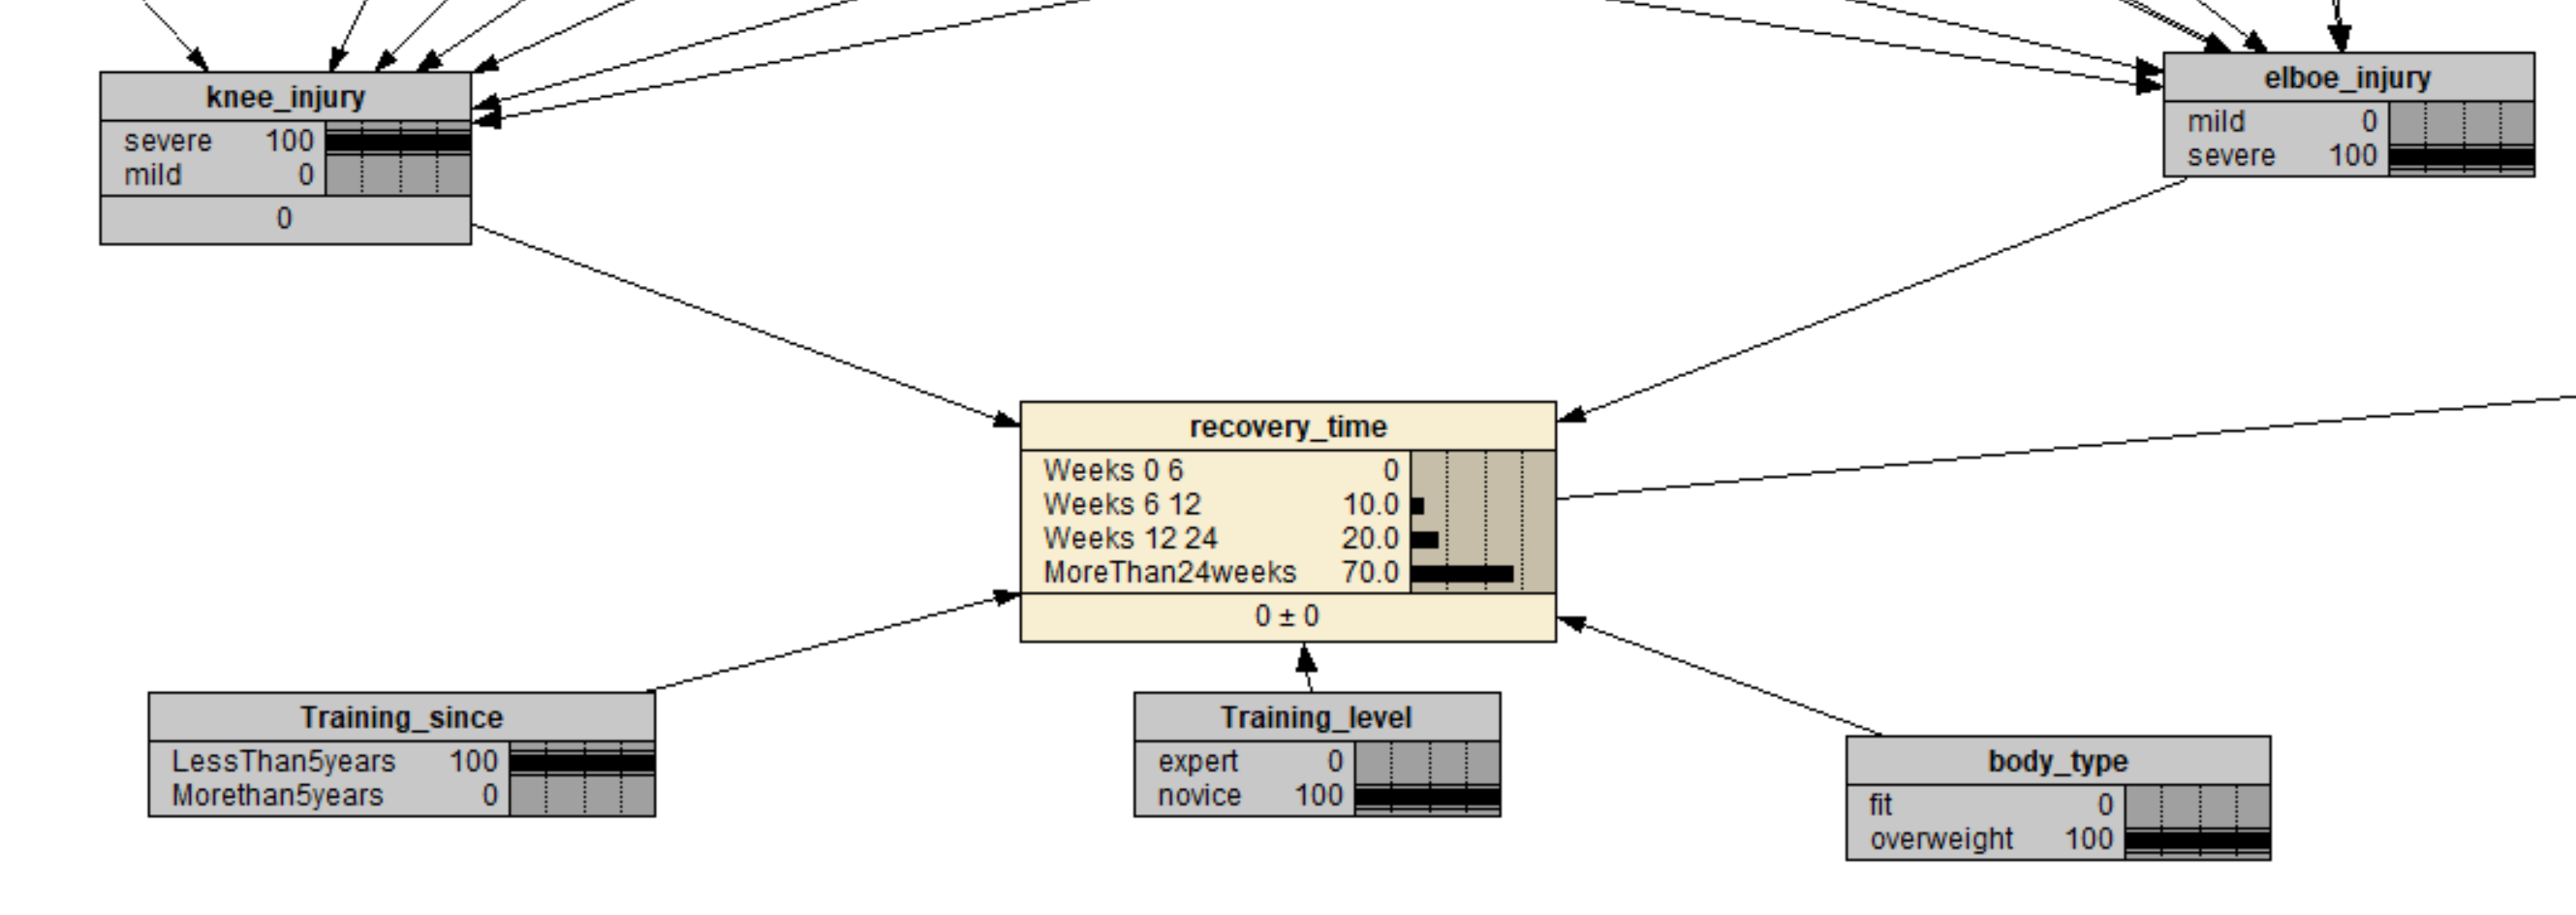 knee_injury
severe 100
mild 0
0
elboe_injury
mild 0
severe 100
recovery_time
Weeks 0 6 0
Weeks 6 12 10.0
Weeks 12 24 20.0
MoreThan24weeks 70.0
0 ± 0
Training_since
LessThan5years 100
Morethan5years 0
Training_level
expert 0
novice 100
body_type
fit 0
overweight 100